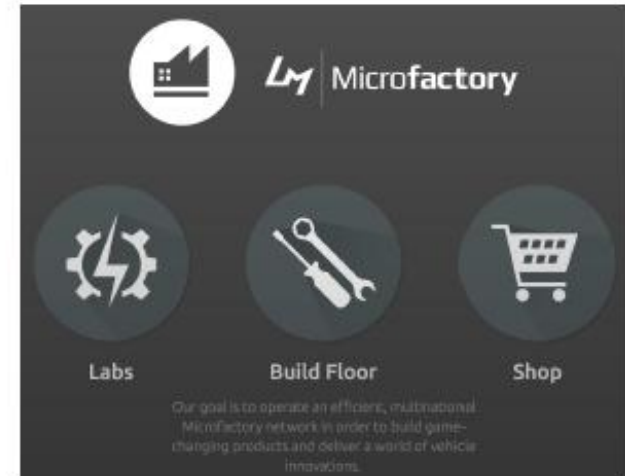 LM | Microfactory
Labs
Build Floor
Shop
Our goal is to operate an efficient, multinational
Microfactory network in order to build game-
changing products and deliver a world of vehicle
innovations.